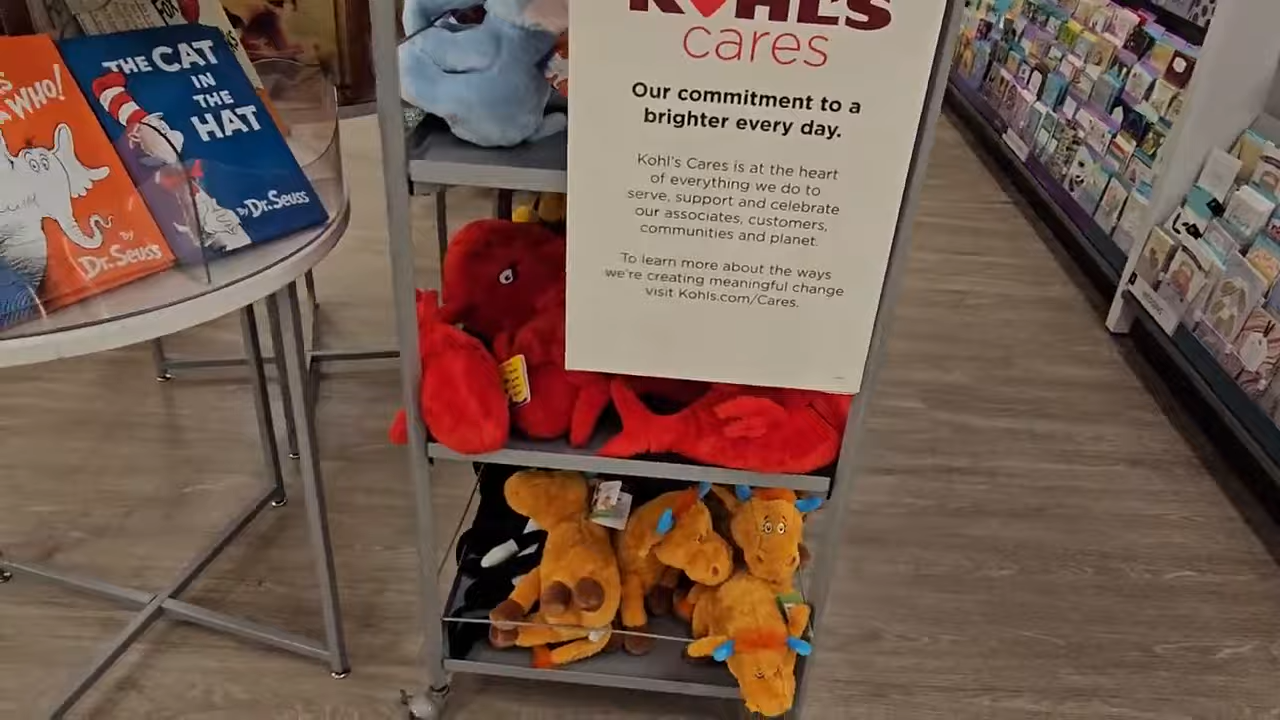 FOX
WHO!
THE CAT
IN
THE
HAT
By Dr. Seuss
By
Dr. Seuss
KOHL'S
cares
Our commitment to a
brighter every day.
Kohl's Cares is at the heart
of everything we do to
serve, support and celebrate
our associates, customers,
communities and planet.
To learn more about the ways
we're creating meaningful change
visit Kohls.com/Cares.